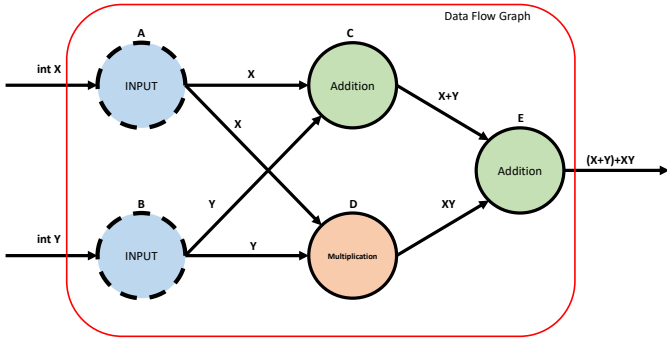 Data Flow Graph
A
C
int X
INPUT
X
Addition
X+Y
X
E
Addition
(X+Y)+XY
B
Y
D
XY
int Y
INPUT
Y
Multiplication